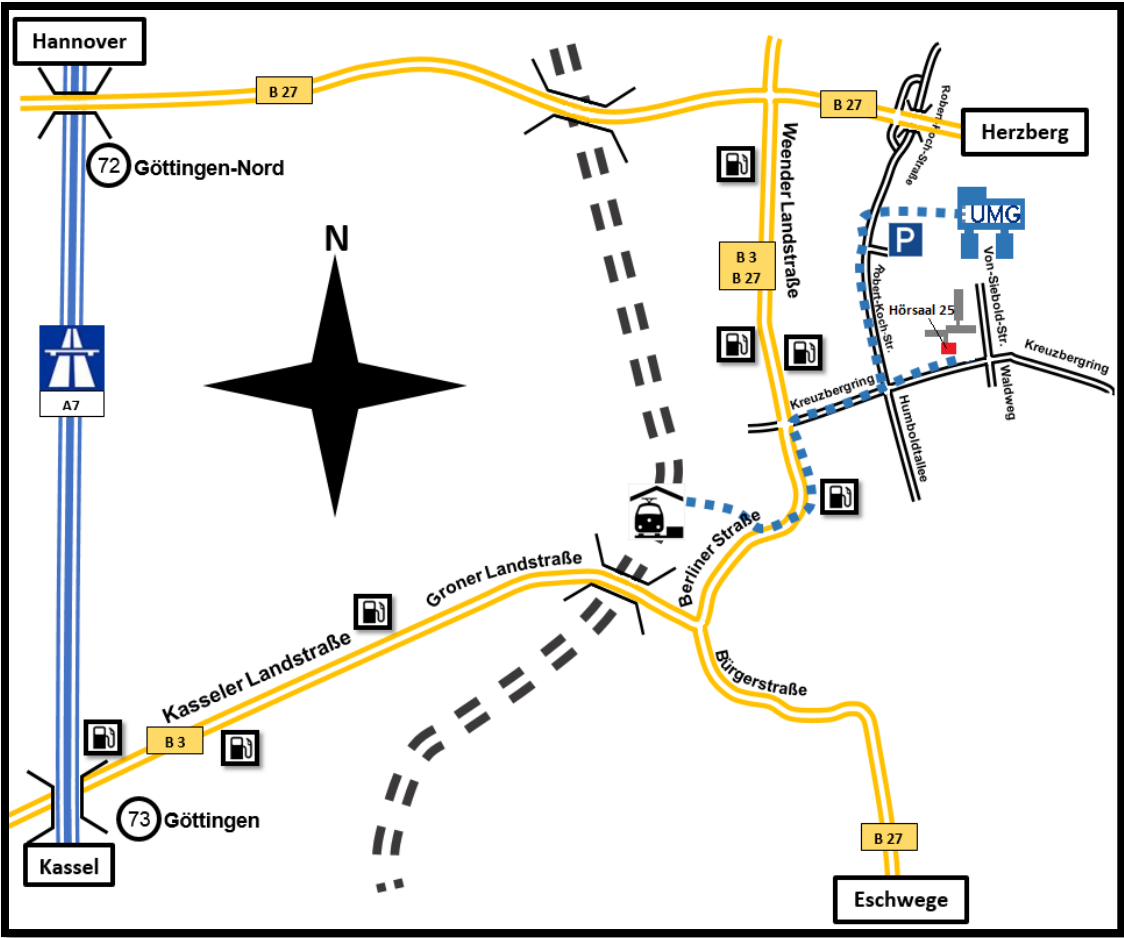 Hannover
B 27
B 27
Herzberg
Robert-Koch-Straße
72
Göttingen-Nord
Weender Landstraße
UMG
P
N
B 3
B 27
Von-Siebold-Str.
Robert-Koch-Str.
Hörsaal 25
A7
Kreuzbergring
Kreuzbergring
Waldweg
Humboldtallee
Berliner Straße
Groner Landstraße
Kasseler Landstraße
Bürgerstraße
B 3
73
Göttingen
B 27
Kassel
Eschwege